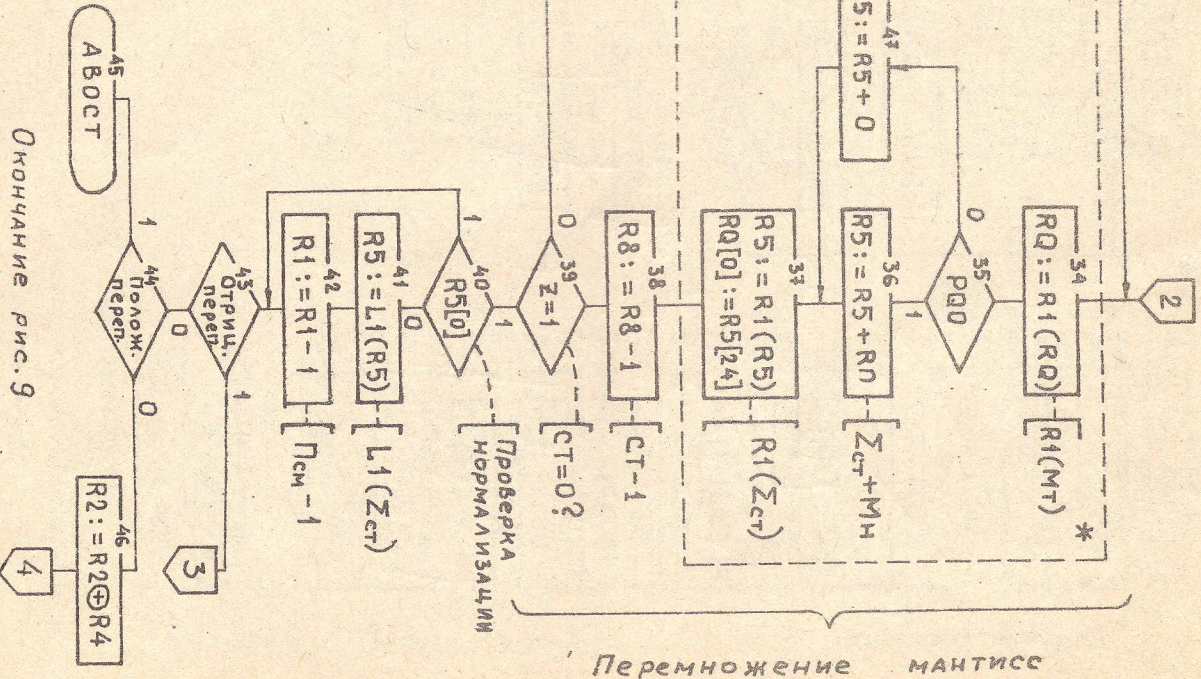 2
34
RQ:=R1(RQ)
R1(Мт)
*
35
PQ0
0
1
47
5:=R5+0
36
R5:=R5+Rп
Σст+Мн
37
R5:=R1(R5)
RQ[0]:=R5[24]
R1(Σст)
38
R8:=R8-1
СТ-1
39
Z=1
0
1
СТ=0?
40
R5[0]
1
0
Проверка
нормализации
41
R5:=L1(R5)
L1(Σст)
42
R1:=R1-1
Псм-1
43
Отриц.
переп.
1
0
3
44
Полож.
переп.
1
0
45
АВОСТ
46
R2:=R2⊕R4
4
Перемножение мантисс
Окончание рис.9